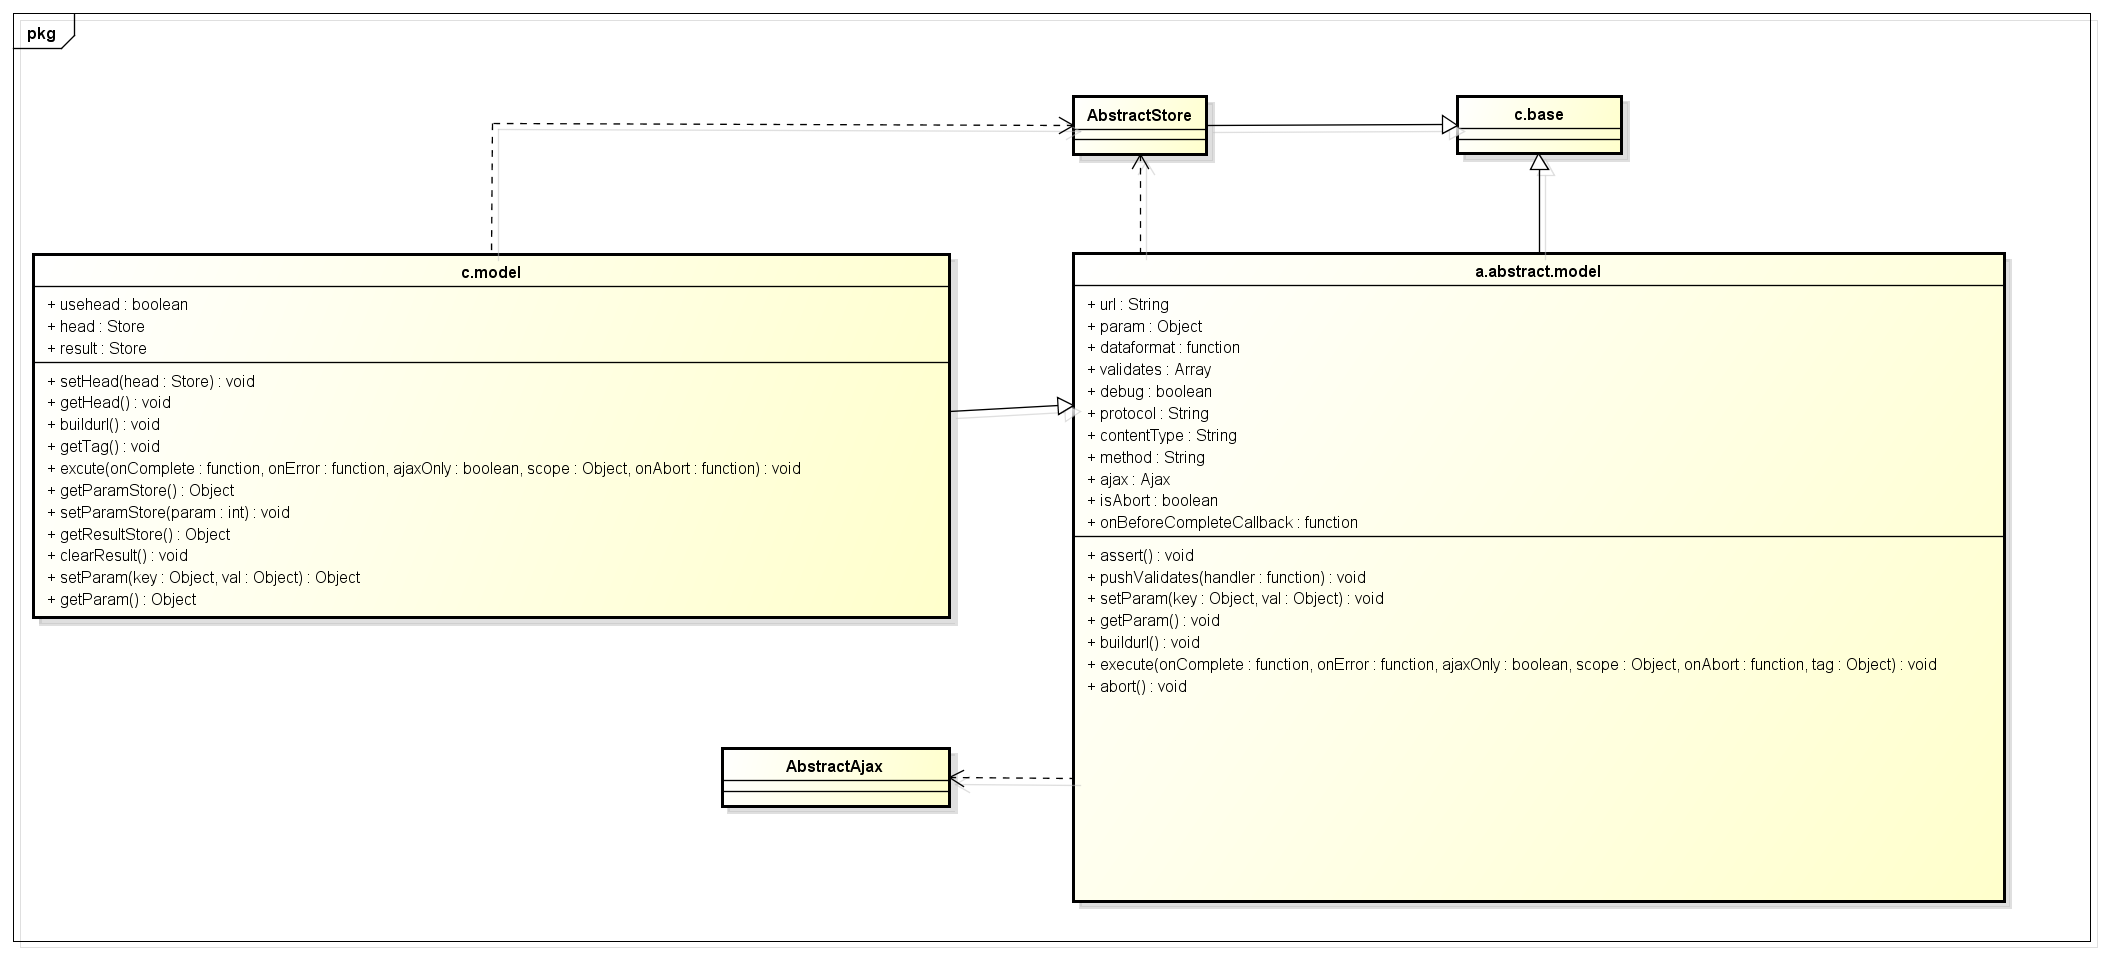 pkg
AbstractStore
c.base
c.model
+ usehead : boolean
+ head : Store
+ result : Store
+ setHead(head : Store) : void
+ getHead() : void
+ buildurl() : void
+ getTag() : void
+ excute(onComplete : function, onError : function, ajaxOnly : boolean, scope : Object, onAbort : function) : void
+ getParamStore() : Object
+ setParamStore(param : int) : void
+ getResultStore() : Object
+ clearResult() : void
+ setParam(key : Object, val : Object) : Object
+ getParam() : Object
a.abstract.model
+ url : String
+ param : Object
+ dataformat : function
+ validates : Array
+ debug : boolean
+ protocol : String
+ contentType : String
+ method : String
+ ajax : Ajax
+ isAbort : boolean
+ onBeforeCompleteCallback : function
+ assert() : void
+ pushValidates(handler : function) : void
+ setParam(key : Object, val : Object) : void
+ getParam() : void
+ buildurl() : void
+ execute(onComplete : function, onError : function, ajaxOnly : boolean, scope : Object, onAbort : function, tag : Object) : void
+ abort() : void
AbstractAjax